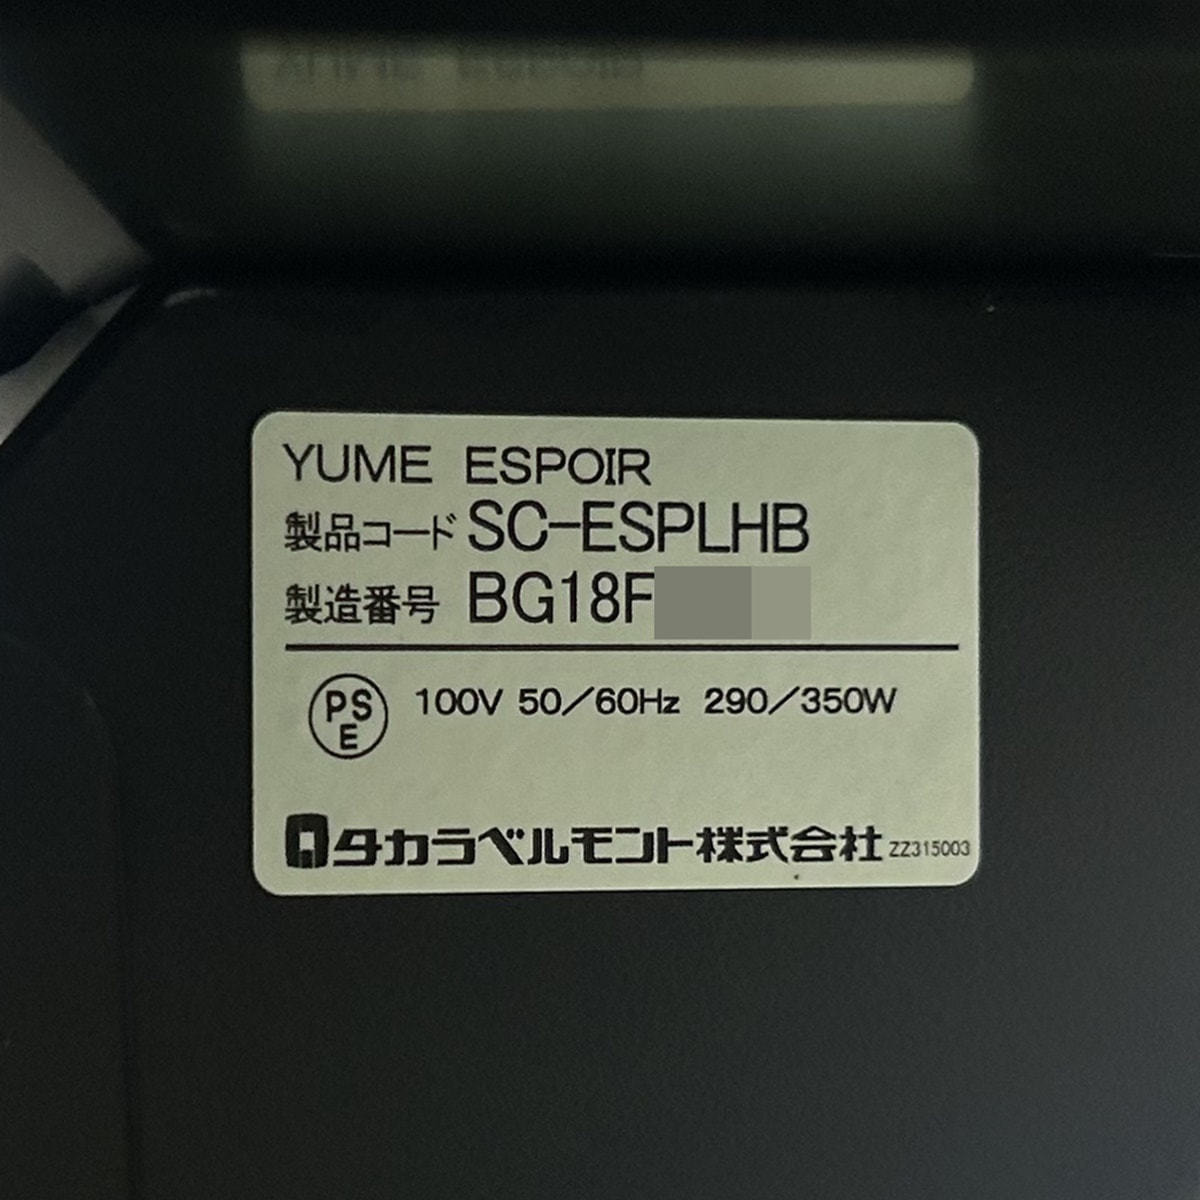 YUME ESPOIR
製品コード SC-ESPLHB
製造番号 BG18F
PS
E
100V 50/60Hz 290/350W
タカラベルモント株式会社 ZZ315003